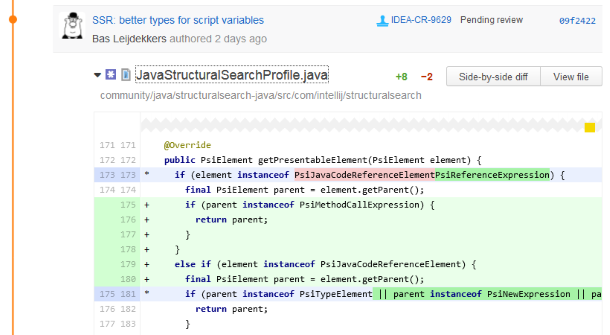 SSR: better types for script variables IDEA-CR-9629 Pending review 09f2422
Bas Leijdekkers authored 2 days ago
JavaStructuralSearchProfile.java +8 −2 Side-by-side diff View file
community/java/structuralsearch-java/src/com/intellij/structuralsearch
171 171 @Override
172 172 public PsiElement getPresentableElement(PsiElement element) {
173 173 * if (element instanceof PsiJavaCodeReferenceElementPsiReferenceExpression) {
174 174 final PsiElement parent = element.getParent();
175 + if (parent instanceof PsiMethodCallExpression) {
176 + return parent;
177 + }
178 + }
179 + else if (element instanceof PsiJavaCodeReferenceElement) {
180 + final PsiElement parent = element.getParent();
175 181 * if (parent instanceof PsiTypeElement || parent instanceof PsiNewExpression || pa
176 182 return parent;
177 183 }